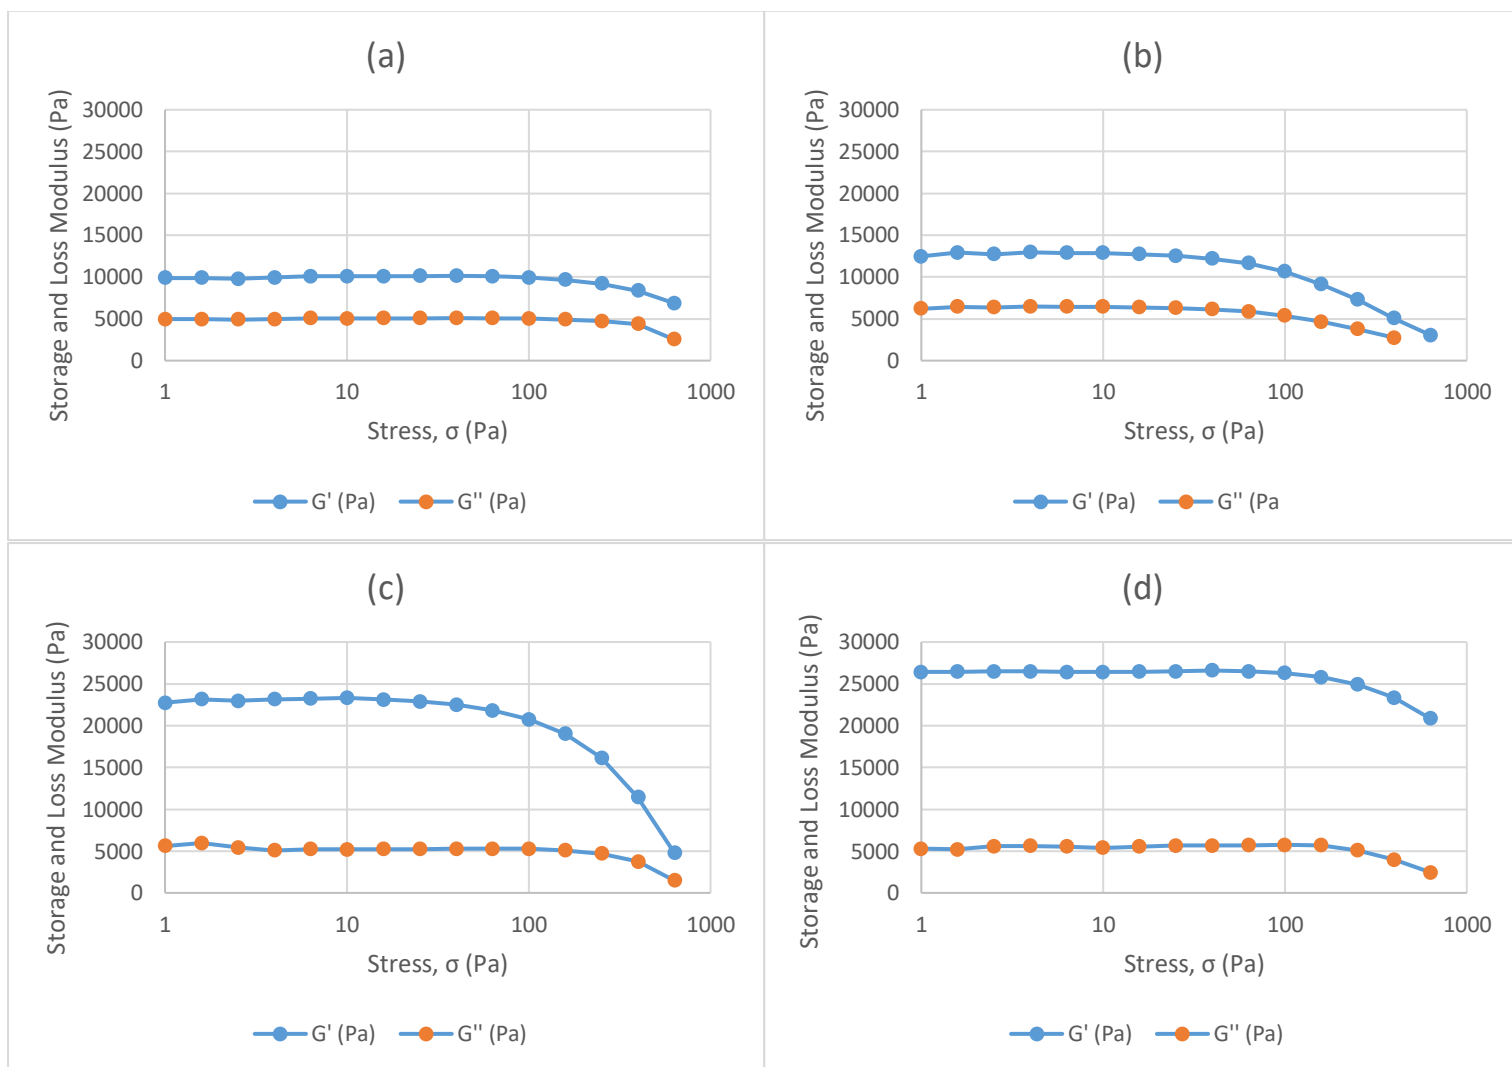 (a)
Storage and Loss Modulus (Pa)
30000
25000
20000
15000
10000
5000
0
1 10 100 1000
Stress, σ (Pa)
G' (Pa) G'' (Pa)
(b)
Storage and Loss Modulus (Pa)
30000
25000
20000
15000
10000
5000
0
1 10 100 1000
Stress, σ (Pa)
G' (Pa) G'' (Pa
(c)
Storage and Loss Modulus (Pa)
30000
25000
20000
15000
10000
5000
0
1 10 100 1000
Stress, σ (Pa)
G' (Pa) G'' (Pa)
(d)
Storage and Loss Modulus (Pa)
30000
25000
20000
15000
10000
5000
0
1 10 100 1000
Stress, σ (Pa)
G' (Pa) G'' (Pa)